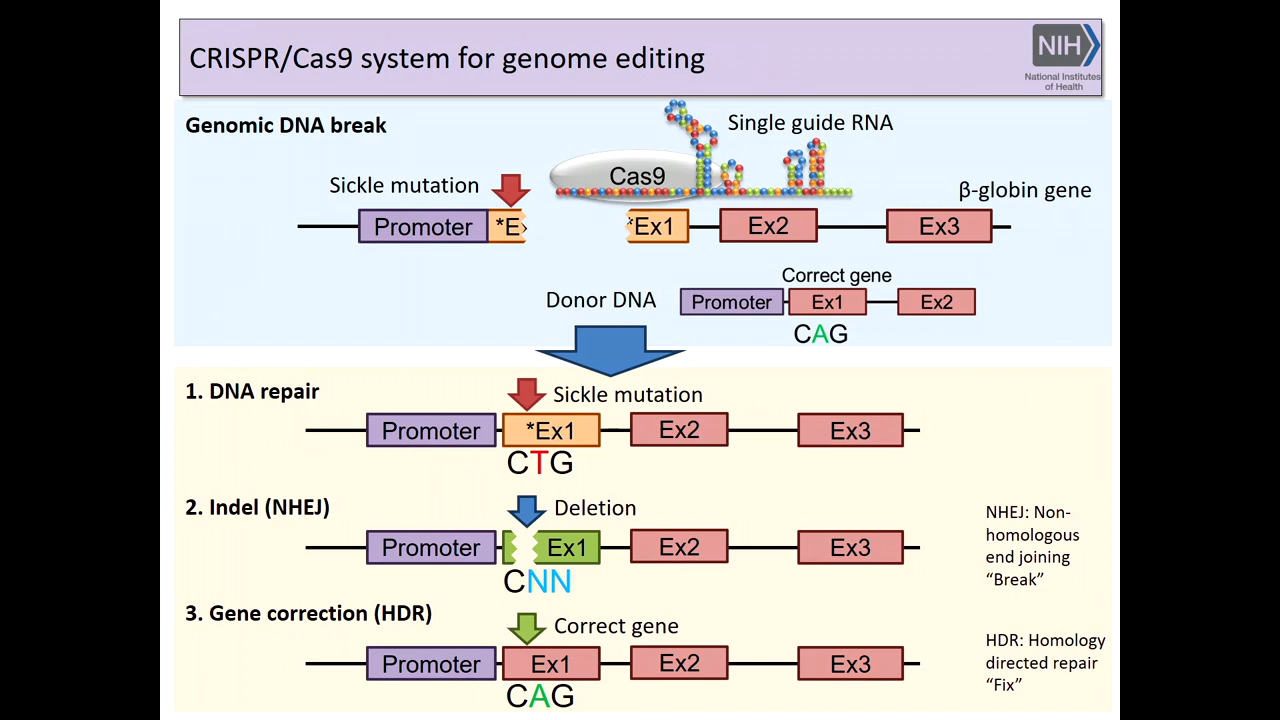 CRISPR/Cas9 system for genome editing
NIH
National Institutes
of Health
Genomic DNA break
Single guide RNA
Sickle mutation
Cas9
β-globin gene
Promoter
*E
*Ex1
Ex2
Ex3
Correct gene
Donor DNA
Promoter
Ex1
Ex2
CAG
1. DNA repair
Sickle mutation
Promoter
*Ex1
Ex2
Ex3
CTG
2. Indel (NHEJ)
Deletion
Promoter
Ex1
Ex2
Ex3
CNN
NHEJ: Non-
homologous
end joining
“Break”
3. Gene correction (HDR)
Correct gene
Promoter
Ex1
Ex2
Ex3
CAG
HDR: Homology
directed repair
“Fix”